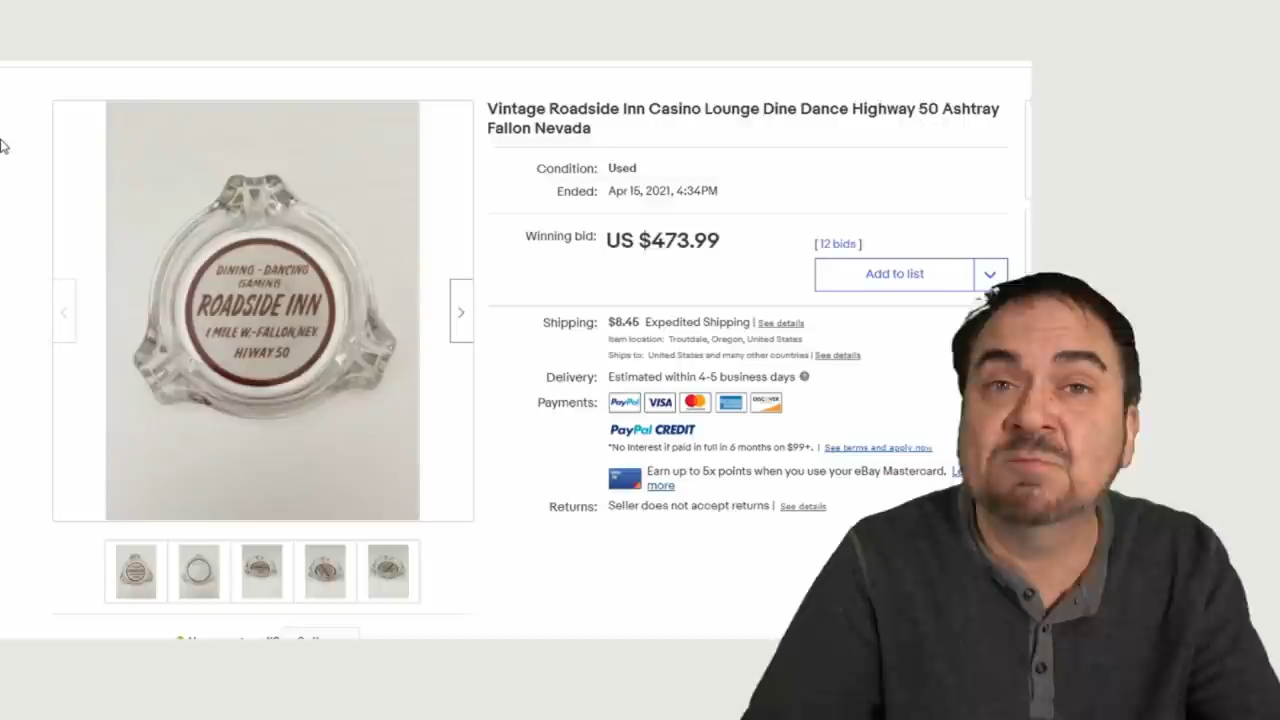 Vintage Roadside Inn Casino Lounge Dine Dance Highway 50 Ashtray
Fallon Nevada
Condition: Used
Ended: Apr 15, 2021, 4:34PM
Winning bid: US $473.99 [ 12 bids ]
Add to list
Shipping: $8.45 Expedited Shipping | See details
Item location: Troutdale, Oregon, United States
Ships to: United States and many other countries | See details
Delivery: Estimated within 4-5 business days
Payments: PayPal VISA DISCOVER
PayPal CREDIT
*No Interest if paid in full in 6 months on $99+. | See terms and apply now
Earn up to 5x points when you use your eBay Mastercard.
more
Returns: Seller does not accept returns | See details
DINING - DANCING
GAMING
ROADSIDE INN
1 MILE W.-FALLON, NEV.
HIWAY 50